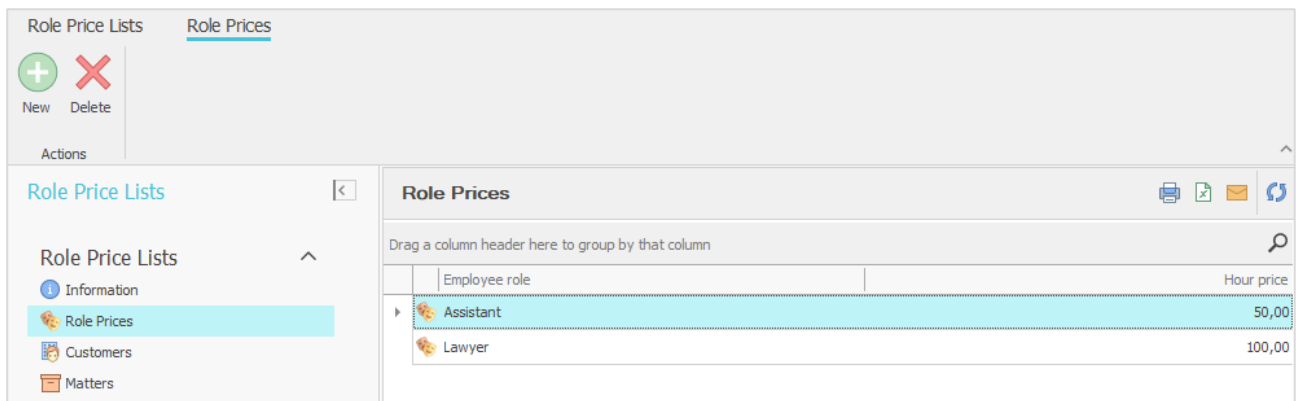 Role Price Lists Role Prices
New Delete
Actions
Role Price Lists
Role Price Lists
Information
Role Prices
Customers
Matters
Role Prices
Drag a column header here to group by that column
Employee role Hour price
Assistant 50,00
Lawyer 100,00